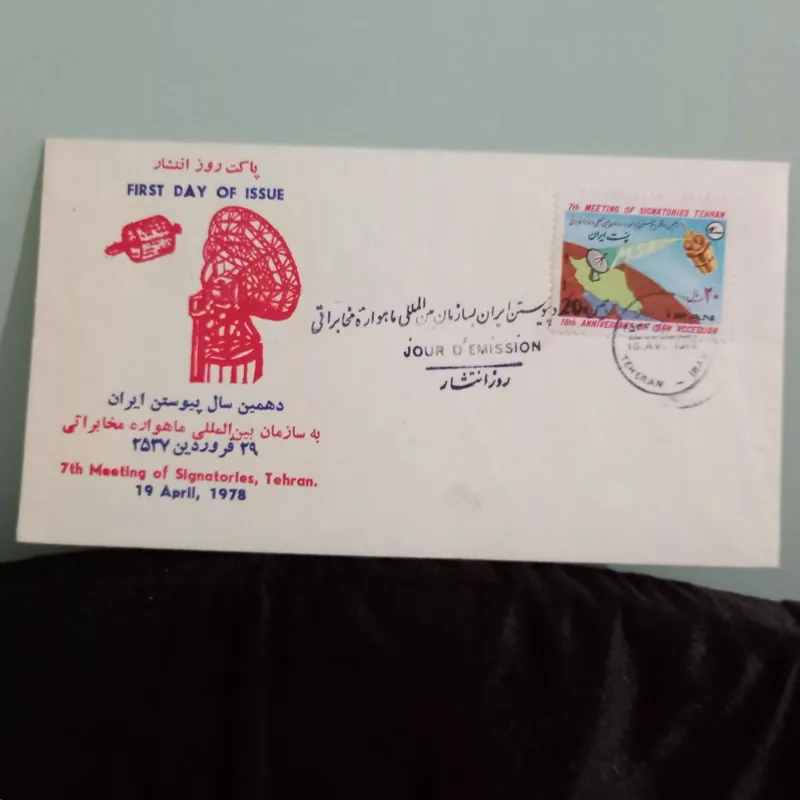 پاکت روز انتشار
FIRST DAY OF ISSUE
دهمین سال پیوستن ایران
به سازمان بین‌المللی ماهواره مخابراتی
۲۹ فروردین ۲۵۳۷
7th Meeting of Signatories, Tehran.
19 April, 1978
پیوستن ایران بسازمان بین المللی ماهوارهٔ مخابراتی
JOUR D'EMISSION
روز انتشار
7th MEETING OF SIGNATORIES TEHRAN
پست ایران
۲۰ ریال
20R
IRAN
10th ANNIVERSARY OF IRAN ACCESSION
TEHERAN - IRAN